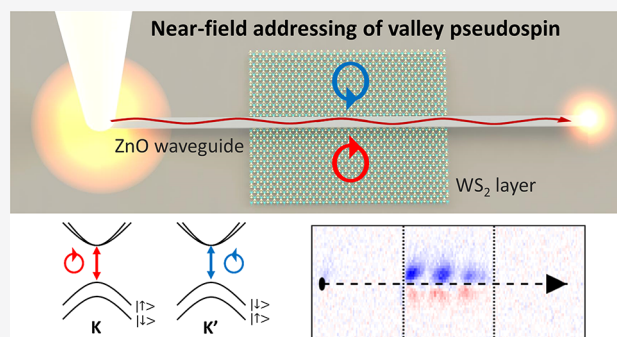 Near-field addressing of valley pseudospin
ZnO waveguide
WS₂ layer
|↑>
|↓>
K
|↓>
|↑>
K'